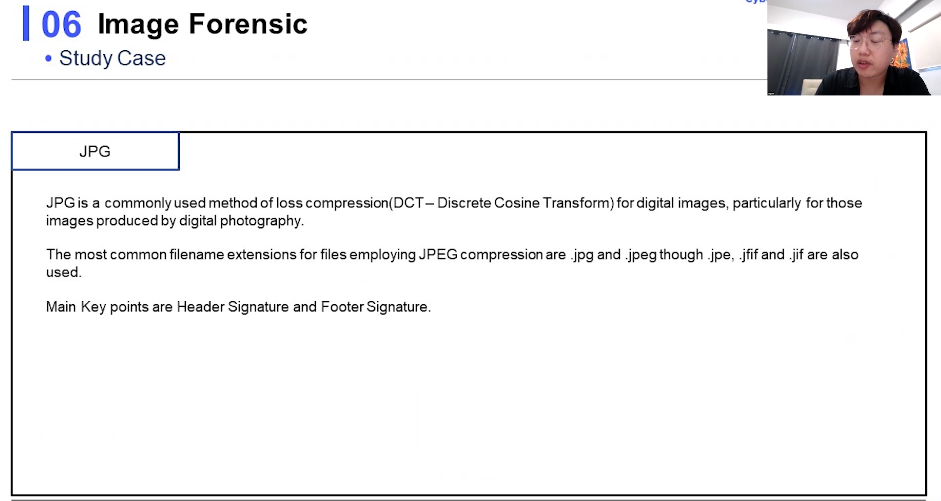 06 Image Forensic
• Study Case
JPG
JPG is a commonly used method of loss compression(DCT – Discrete Cosine Transform) for digital images, particularly for those
images produced by digital photography.
The most common filename extensions for files employing JPEG compression are .jpg and .jpeg though .jpe, .jfif and .jif are also
used.
Main Key points are Header Signature and Footer Signature.